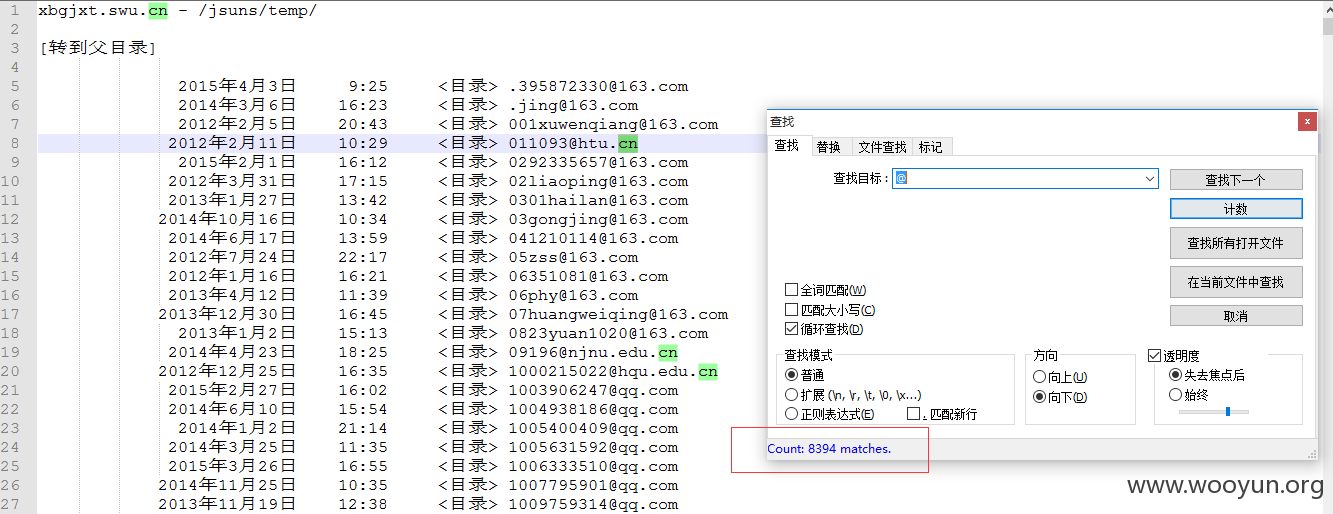 1 xbgjxt.swu.cn - /jsuns/temp/
2
3 [转到父目录]
4
5 2015年4月3日 9:25 <目录> .395872330@163.com
6 2014年3月6日 16:23 <目录> .jing@163.com
7 2012年2月5日 20:43 <目录> 001xuwenqiang@163.com
8 2012年2月11日 10:29 <目录> 011093@htu.cn
9 2015年2月1日 16:12 <目录> 0292335657@163.com
10 2012年3月31日 17:15 <目录> 02liaoping@163.com
11 2013年1月27日 13:42 <目录> 0301hailan@163.com
12 2014年10月16日 10:34 <目录> 03gongjing@163.com
13 2014年6月17日 13:59 <目录> 041210114@163.com
14 2012年7月24日 22:17 <目录> 05zss@163.com
15 2012年1月16日 16:21 <目录> 06351081@163.com
16 2013年4月12日 11:39 <目录> 06phy@163.com
17 2013年12月30日 16:45 <目录> 07huangweiqing@163.com
18 2013年1月2日 15:13 <目录> 0823yuan1020@163.com
19 2014年4月23日 18:25 <目录> 09196@njnu.edu.cn
20 2012年12月25日 16:35 <目录> 1000215022@hqu.edu.cn
21 2015年2月27日 16:02 <目录> 1003906247@qq.com
22 2014年6月10日 15:54 <目录> 1004938186@qq.com
23 2014年1月2日 21:14 <目录> 1005400409@qq.com
24 2014年3月25日 11:35 <目录> 1005631592@qq.com
25 2015年3月26日 16:55 <目录> 1006333510@qq.com
26 2014年11月25日 10:35 <目录> 1007795901@qq.com
27 2013年11月19日 12:38 <目录> 1009759314@qq.com
查找
x
查找 替换 文件查找 标记
查找目标： @
查找下一个
计数
查找所有打开文件
在当前文件中查找
取消
全词匹配(W)
匹配大小写(C)
循环查找(D)
查找模式
普通
扩展 (\n, \r, \t, \0, \x...)
正则表达式(E) . 匹配新行
方向
向上(U)
向下(D)
透明度
失去焦点后
始终
Count: 8394 matches.
www.wooyun.org